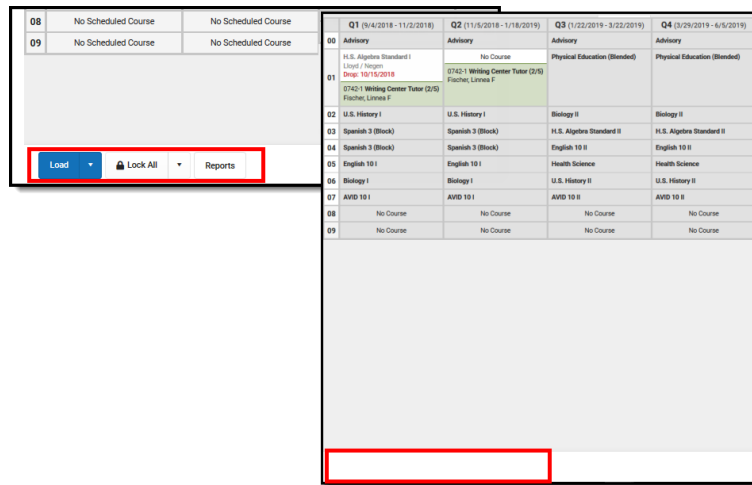 08 No Scheduled Course No Scheduled Course
09 No Scheduled Course No Scheduled Course
Load Lock All Reports
Q1 (9/4/2018 - 11/2/2018) Q2 (11/5/2018 - 1/18/2019) Q3 (1/22/2019 - 3/22/2019) Q4 (3/29/2019 - 6/5/2019)
00 Advisory Advisory Advisory Advisory
01 H.S. Algebra Standard I No Course Physical Education (Blended) Physical Education (Blended)
Lloyd / Negen
Drop: 10/15/2018
0742-1 Writing Center Tutor (2/5)
Fischer, Linnea F
0742-1 Writing Center Tutor (2/5)
Fischer, Linnea F
02 U.S. History I U.S. History I Biology II Biology II
03 Spanish 3 (Block) Spanish 3 (Block) H.S. Algebra Standard II H.S. Algebra Standard II
04 Spanish 3 (Block) Spanish 3 (Block) English 10 II English 10 II
05 English 10 I English 10 I Health Science Health Science
06 Biology I Biology I U.S. History II U.S. History II
07 AVID 10 I AVID 10 I AVID 10 II AVID 10 II
08 No Course No Course No Course No Course
09 No Course No Course No Course No Course